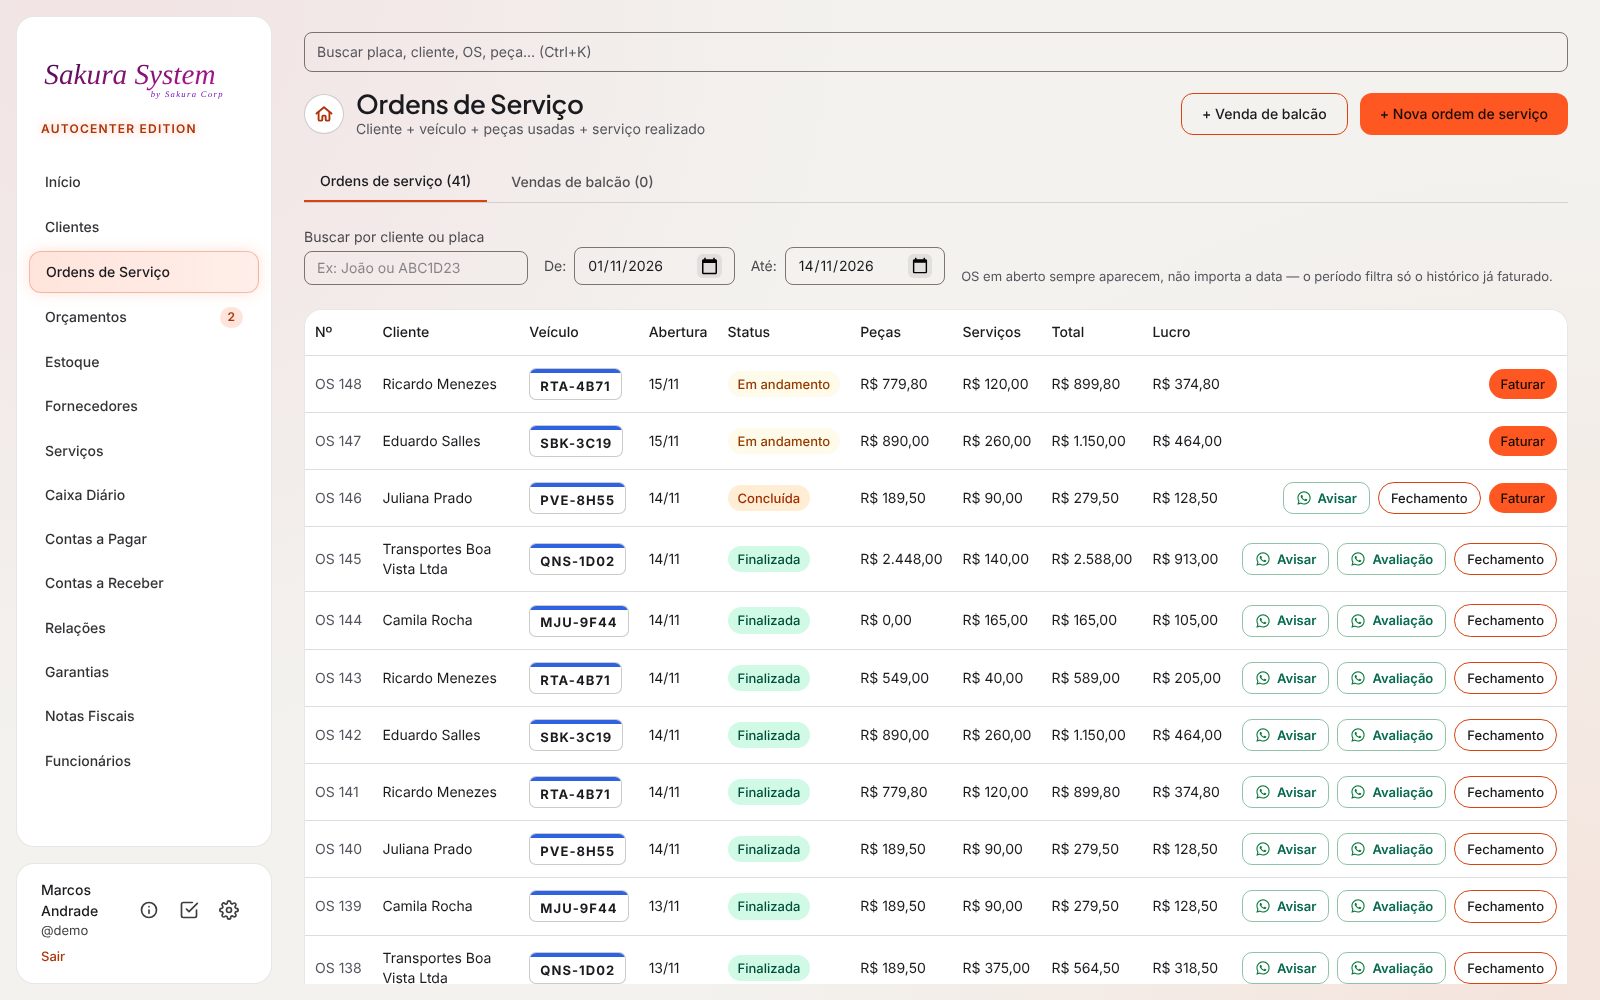 Sakura System
by Sakura Corp
AUTOCENTER EDITION
Início
Clientes
Ordens de Serviço
Orçamentos 2
Estoque
Fornecedores
Serviços
Caixa Diário
Contas a Pagar
Contas a Receber
Relações
Garantias
Notas Fiscais
Funcionários
Marcos
Andrade
@demo
Sair
Buscar placa, cliente, OS, peça... (Ctrl+K)
Ordens de Serviço
Cliente + veículo + peças usadas + serviço realizado
+ Venda de balcão
+ Nova ordem de serviço
Ordens de serviço (41) Vendas de balcão (0)
Buscar por cliente ou placa
Ex: João ou ABC1D23 De: 01/11/2026 Até: 14/11/2026 OS em aberto sempre aparecem, não importa a data — o período filtra só o histórico já faturado.
Nº Cliente Veículo Abertura Status Peças Serviços Total Lucro
OS 148 Ricardo Menezes RTA-4B71 15/11 Em andamento R$ 779,80 R$ 120,00 R$ 899,80 R$ 374,80 Faturar
OS 147 Eduardo Salles SBK-3C19 15/11 Em andamento R$ 890,00 R$ 260,00 R$ 1.150,00 R$ 464,00 Faturar
OS 146 Juliana Prado PVE-8H55 14/11 Concluída R$ 189,50 R$ 90,00 R$ 279,50 R$ 128,50 Avisar Fechamento Faturar
OS 145 Transportes Boa Vista Ltda QNS-1D02 14/11 Finalizada R$ 2.448,00 R$ 140,00 R$ 2.588,00 R$ 913,00 Avisar Avaliação Fechamento
OS 144 Camila Rocha MJU-9F44 14/11 Finalizada R$ 0,00 R$ 165,00 R$ 165,00 R$ 105,00 Avisar Avaliação Fechamento
OS 143 Ricardo Menezes RTA-4B71 14/11 Finalizada R$ 549,00 R$ 40,00 R$ 589,00 R$ 205,00 Avisar Avaliação Fechamento
OS 142 Eduardo Salles SBK-3C19 14/11 Finalizada R$ 890,00 R$ 260,00 R$ 1.150,00 R$ 464,00 Avisar Avaliação Fechamento
OS 141 Ricardo Menezes RTA-4B71 14/11 Finalizada R$ 779,80 R$ 120,00 R$ 899,80 R$ 374,80 Avisar Avaliação Fechamento
OS 140 Juliana Prado PVE-8H55 14/11 Finalizada R$ 189,50 R$ 90,00 R$ 279,50 R$ 128,50 Avisar Avaliação Fechamento
OS 139 Camila Rocha MJU-9F44 13/11 Finalizada R$ 189,50 R$ 90,00 R$ 279,50 R$ 128,50 Avisar Avaliação Fechamento
OS 138 Transportes Boa Vista Ltda QNS-1D02 13/11 Finalizada R$ 189,50 R$ 375,00 R$ 564,50 R$ 318,50 Avisar Avaliação Fechamento